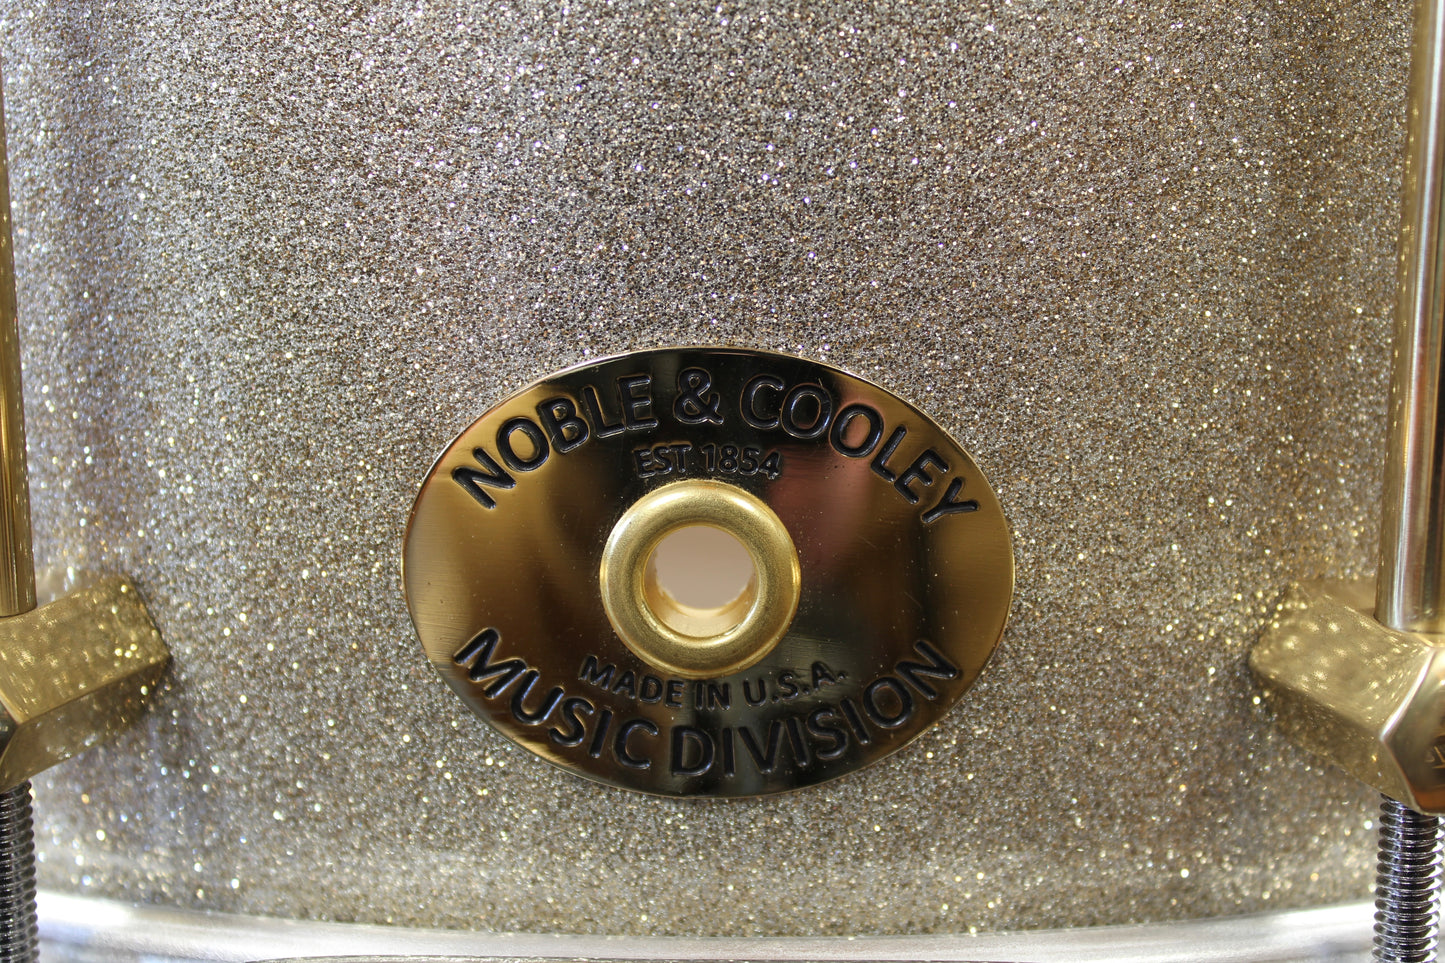 NOBLE & COOLEY
EST 1854
MADE IN U.S.A.
MUSIC DIVISION